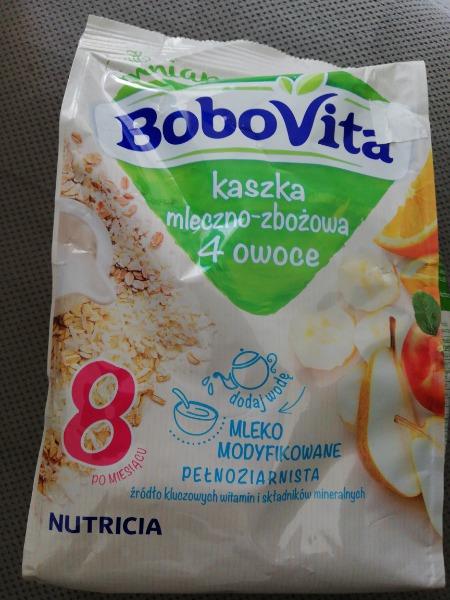 BoboVita
kaszka
mleczno-zbożowa
4 owoce
dodaj wodę
8
PO MIESIĄCU
MLEKO
MODYFIKOWANE
PEŁNOZIARNISTA
źródło kluczowych witamin i składników mineralnych
NUTRICIA